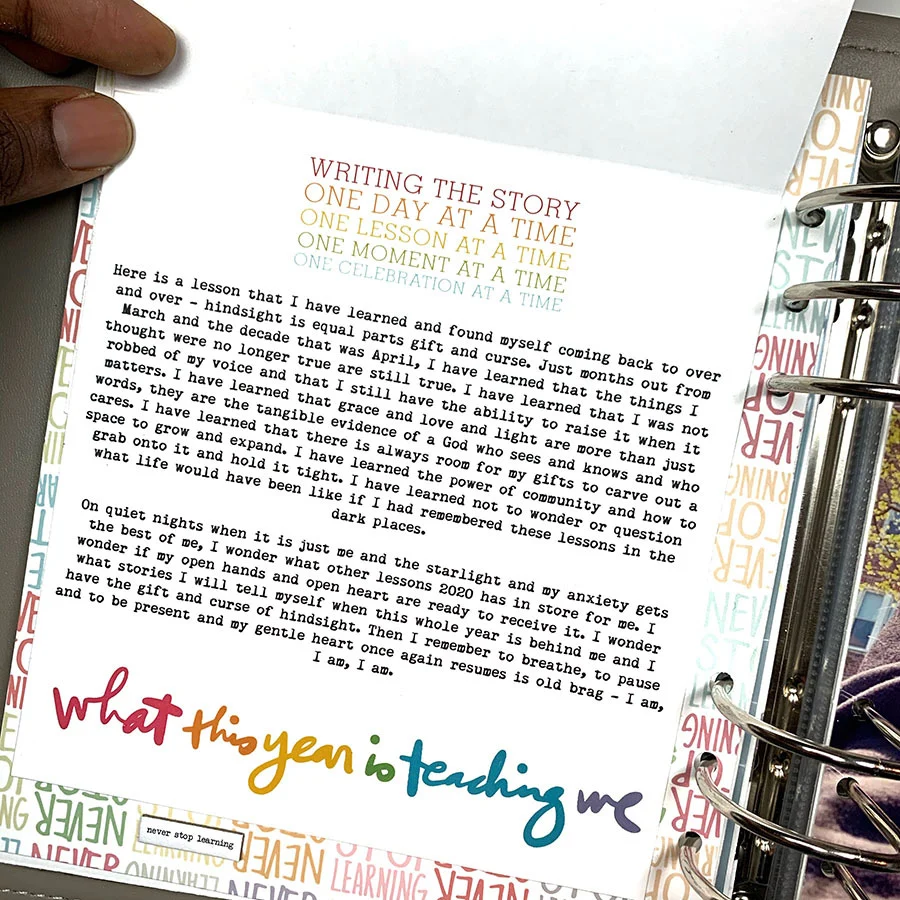 WRITING THE STORY
ONE DAY AT A TIME
ONE LESSON AT A TIME
ONE MOMENT AT A TIME
ONE CELEBRATION AT A TIME
Here is a lesson that I have learned and found myself coming back to over
and over – hindsight is equal parts gift and curse. Just months out from
March and the decade that was April, I have learned that the things I
thought were no longer true are still true. I have learned that I was not
robbed of my voice and that I still have the ability to raise it when it
matters. I have learned that grace and love and light are more than just
words, they are the tangible evidence of a God who sees and knows and who
cares. I have learned that there is always room for my gifts to carve out a
space to grow and expand. I have learned the power of community and how to
grab onto it and hold it tight. I have learned not to wonder or question
what life would have been like if I had remembered these lessons in the
dark places.
On quiet nights when it is just me and the starlight and my anxiety gets
the best of me, I wonder what other lessons 2020 has in store for me. I
wonder if my open hands and open heart are ready to receive it. I wonder
what stories I will tell myself when this whole year is behind me and I
have the gift and curse of hindsight. Then I remember to breathe, to pause
and to be present and my gentle heart once again resumes is old brag – I am,
I am, I am.
what this year is teaching me
never stop learning
NEVER
LEARNING
NEVER
LEARNING
NEVER
LEARNING